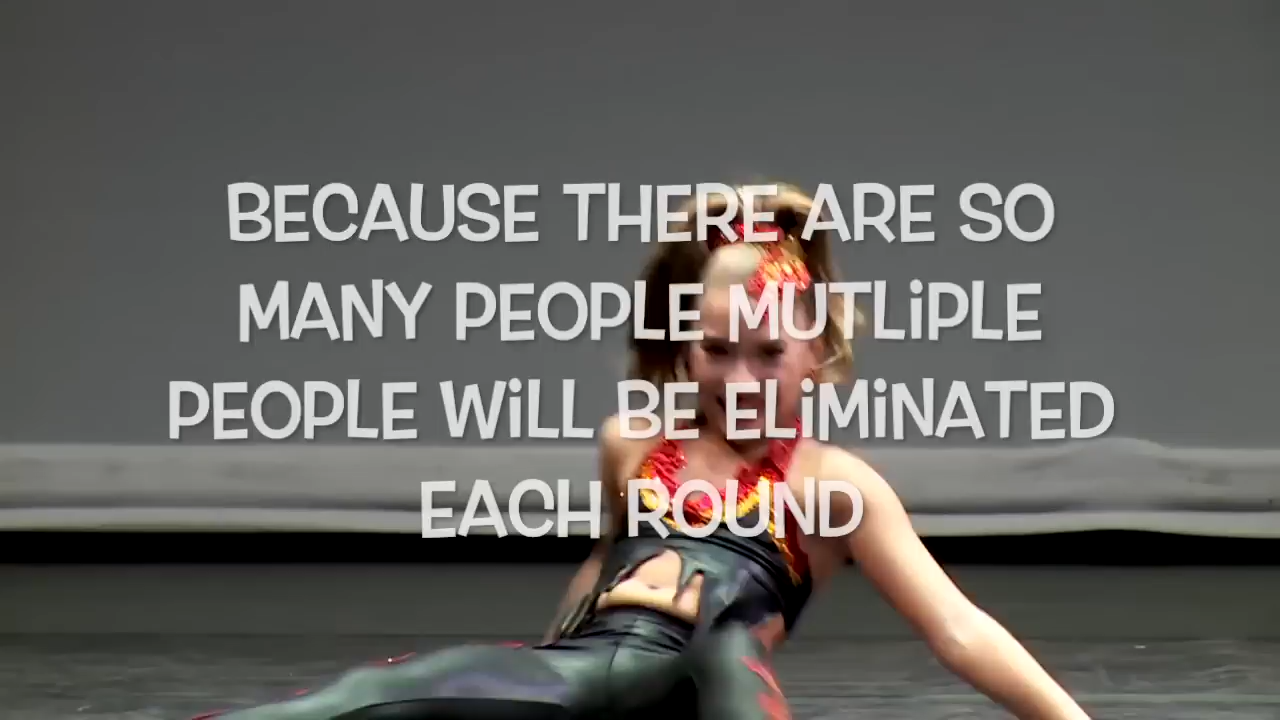 BECAUSE THERE ARE SO
MANY PEOPLE MUTLiPLE
PEOPLE WiLL BE ELiMiNATED
EACH ROUND